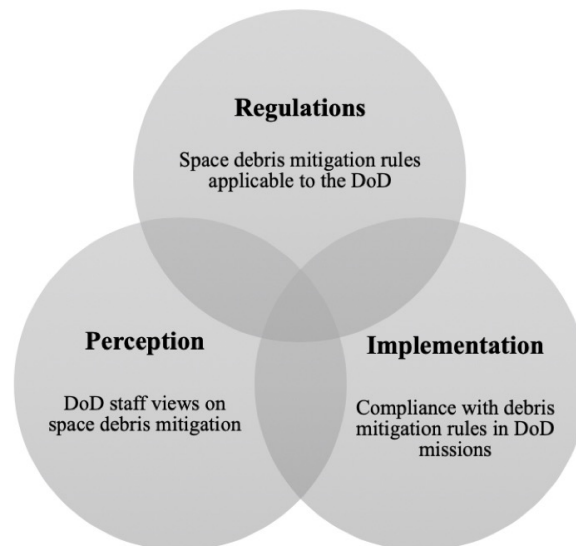 Regulations
Space debris mitigation rules
applicable to the DoD
Perception
DoD staff views on
space debris mitigation
Implementation
Compliance with debris
mitigation rules in DoD
missions